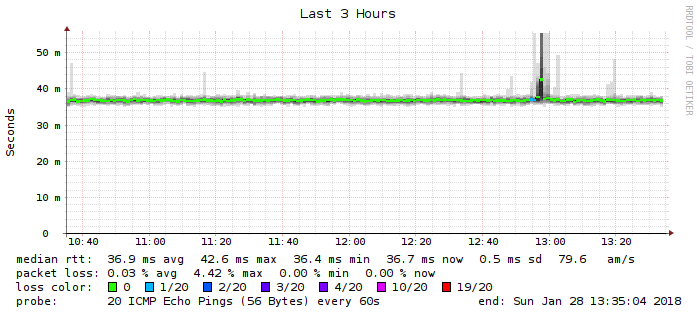 Last 3 Hours
RRDTOOL / TOBI OETIKER
Seconds
50 m
40 m
30 m
20 m
10 m
0
10:40 11:00 11:20 11:40 12:00 12:20 12:40 13:00 13:20
median rtt: 36.9 ms avg 42.6 ms max 36.4 ms min 36.7 ms now 0.5 ms sd 79.6 am/s
packet loss: 0.03 % avg 4.42 % max 0.00 % min 0.00 % now
loss color: 0 1/20 2/20 3/20 4/20 10/20 19/20
probe: 20 ICMP Echo Pings (56 Bytes) every 60s end: Sun Jan 28 13:35:04 2018